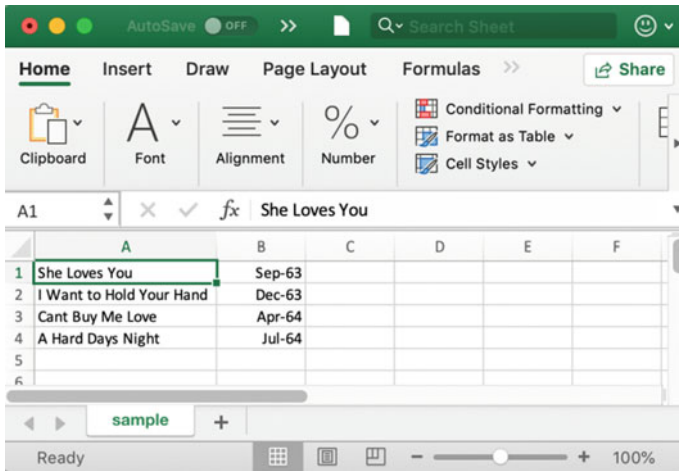 AutoSave OFF >> Search Sheet
Home Insert Draw Page Layout Formulas >> Share
Clipboard Font Alignment Number
Conditional Formatting
Format as Table
Cell Styles
A1 fx She Loves You
A B C D E F
1 She Loves You Sep-63
2 I Want to Hold Your Hand Dec-63
3 Cant Buy Me Love Apr-64
4 A Hard Days Night Jul-64
5
6
sample +
Ready 100%